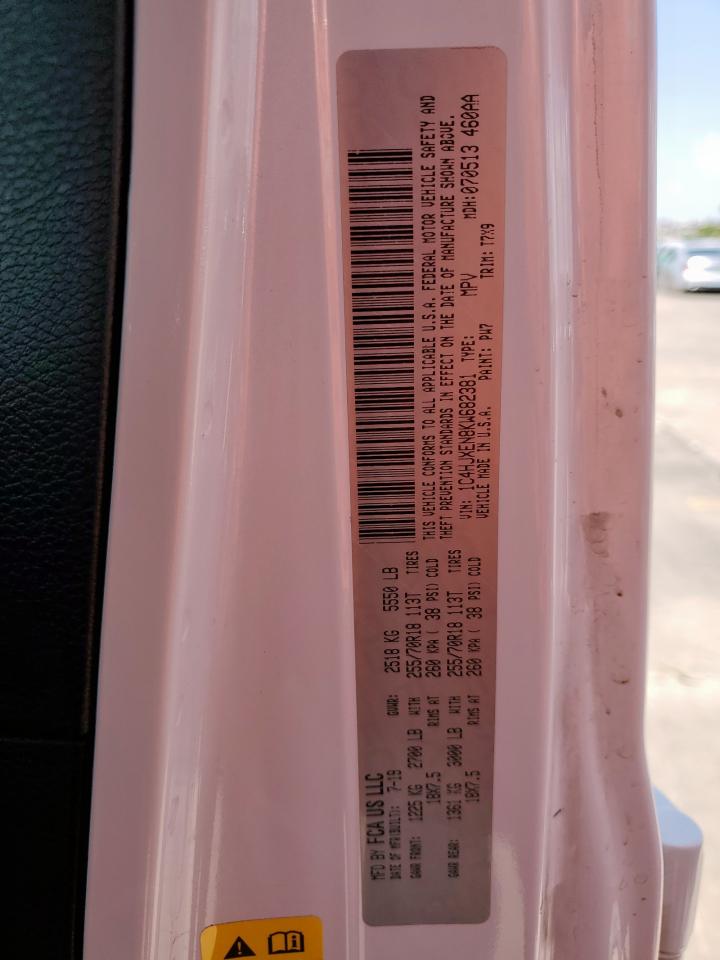 MFD BY FCA US LLC
DATE OF MFR(BUILT): 7-19 GVWR: 2518 KG 5550 LB
GAWR FRONT: 1225 KG 2700 LB WITH 255/70R18 113T TIRES
18X7.5 RIMS AT 260 KPA ( 38 PSI) COLD
GAWR REAR: 1361 KG 3000 LB WITH 255/70R18 113T TIRES
18X7.5 RIMS AT 260 KPA ( 38 PSI) COLD
THIS VEHICLE CONFORMS TO ALL APPLICABLE U.S.A. FEDERAL MOTOR VEHICLE SAFETY AND
THEFT PREVENTION STANDARDS IN EFFECT ON THE DATE OF MANUFACTURE SHOWN ABOVE.
VIN: 1C4HJXEN8KW682381 TYPE: MPV MDH:070513 460AA
VEHICLE MADE IN U.S.A. PAINT: PW7 TRIM: T7X9